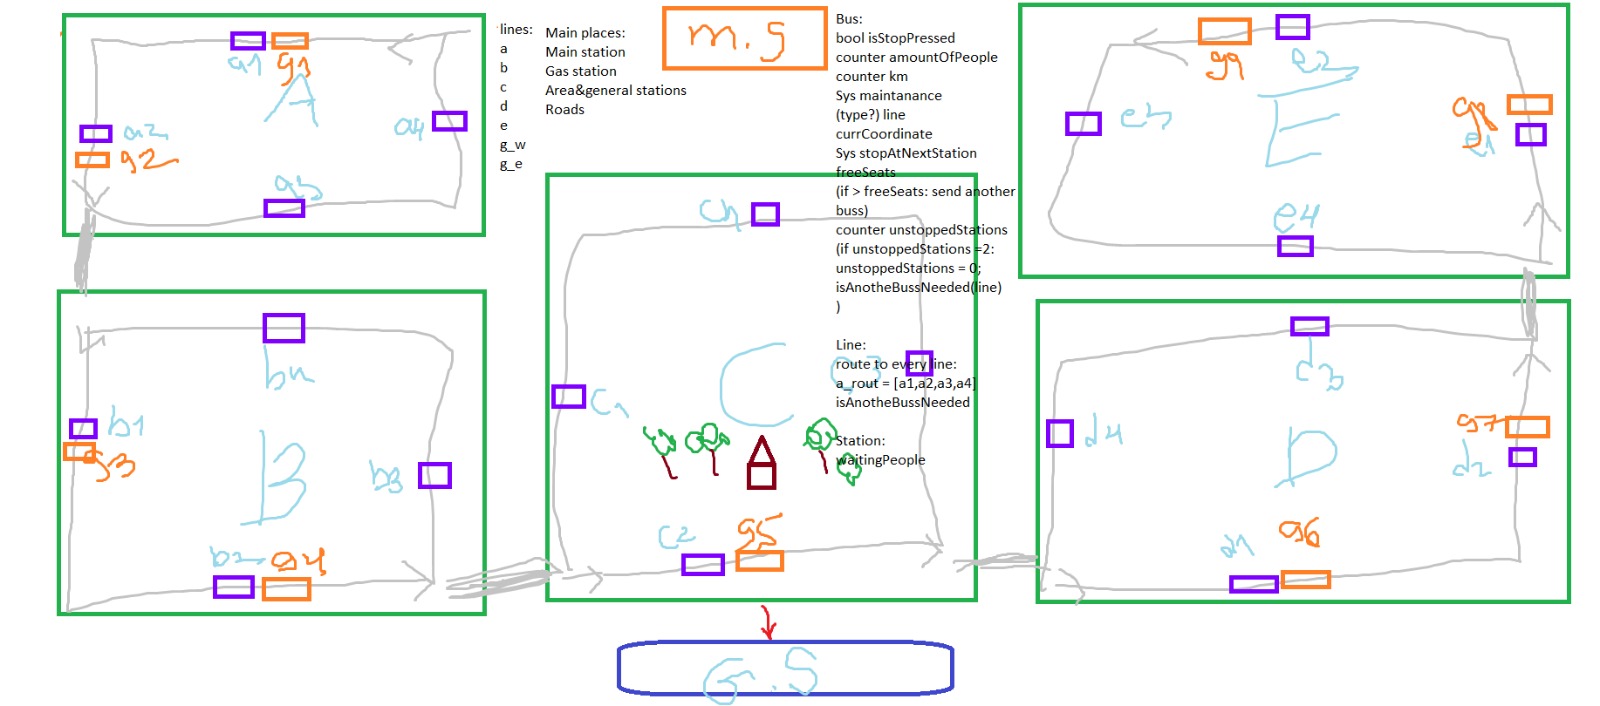 lines:
a
b
c
d
e
g_w
g_e
Main places:
Main station
Gas station
Area&general stations
Roads
m.s
Bus:
bool isStopPressed
counter amountOfPeople
counter km
Sys maintanance
(type?) line
currCoordinate
Sys stopAtNextStation
freeSeats
(if > freeSeats: send another
buss)
counter unstoppedStations
(if unstoppedStations =2:
unstoppedStations = 0;
isAnotheBussNeeded(line)
)
Line:
route to every line:
a_rout = [a1,a2,a3,a4]
isAnotheBussNeeded
Station:
waitingPeople
a1 g1
A
a2
g2
a3
a4
b1
g3
B
b2 g4
b3
b4
C
c1
c2 g5
c3
c4
D
d1 g6
d2
g7
d3
d4
E
e1
g8
e2
g9
e3
e4
G.S